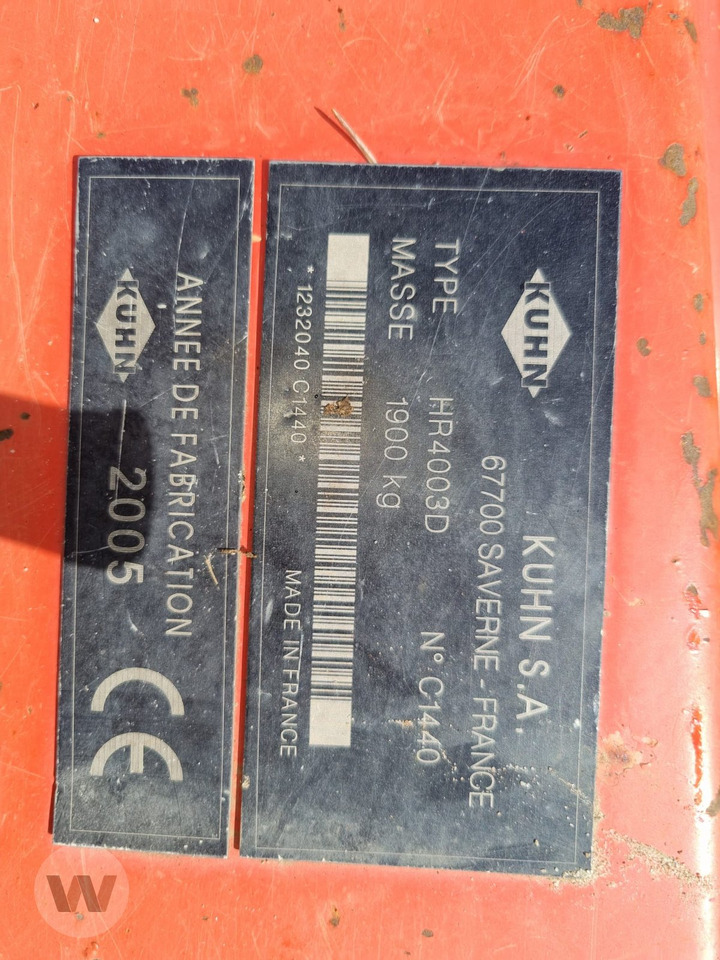 KUHN
KUHN S.A.
67700 SAVERNE - FRANCE
TYPE HR4003D N° C1440
MASSE 1900 kg
* 1232040 C1440 * MADE IN FRANCE
ANNEE DE FABRICATION
KUHN 2005 CE
W